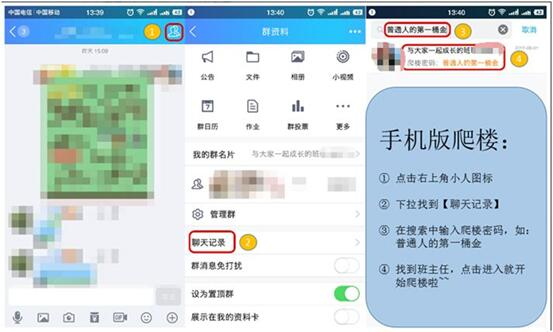 中国电信 | 中国移动
13:39
3
1
昨天 15:09
中国电信 | 中国移动
13:40
群资料
公告
文件
相册
小视频
7
群日历
作业
群投票
更多
我的群名片
与大家一起成长的班
管理群
聊天记录
2
群消息免打扰
设为置顶群
展示在我的资料卡
13:40
普通人的第一桶金
3
取消
与大家一起成长的班
爬楼密码:普通人的第一桶金
4
手机版爬楼:
① 点击右上角小人图标
② 下拉找到【聊天记录】
③ 在搜索中输入爬楼密码,如:
普通人的第一桶金
④ 找到班主任,点击进入就开
始爬楼啦~~